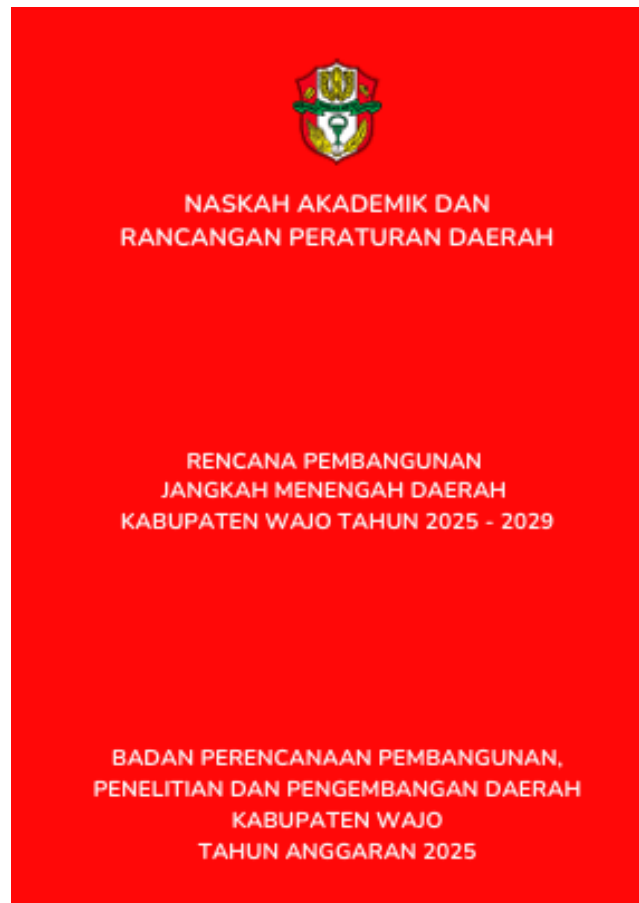 NASKAH AKADEMIK DAN
RANCANGAN PERATURAN DAERAH
RENCANA PEMBANGUNAN
JANGKAH MENENGAH DAERAH
KABUPATEN WAJO TAHUN 2025 - 2029
BADAN PERENCANAAN PEMBANGUNAN,
PENELITIAN DAN PENGEMBANGAN DAERAH
KABUPATEN WAJO
TAHUN ANGGARAN 2025